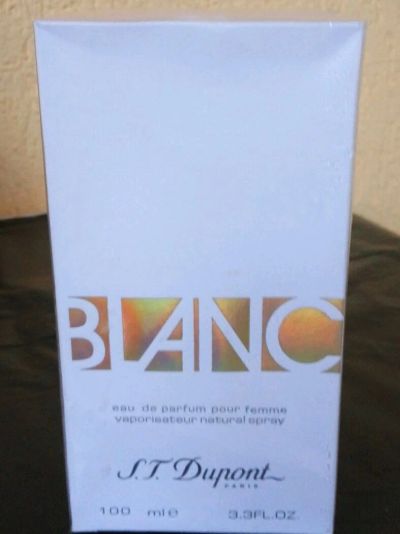 BLANC
eau de parfum pour femme
vaporisateur natural spray
S.T. Dupont
PARIS
100 ml e 3.3FL.OZ.